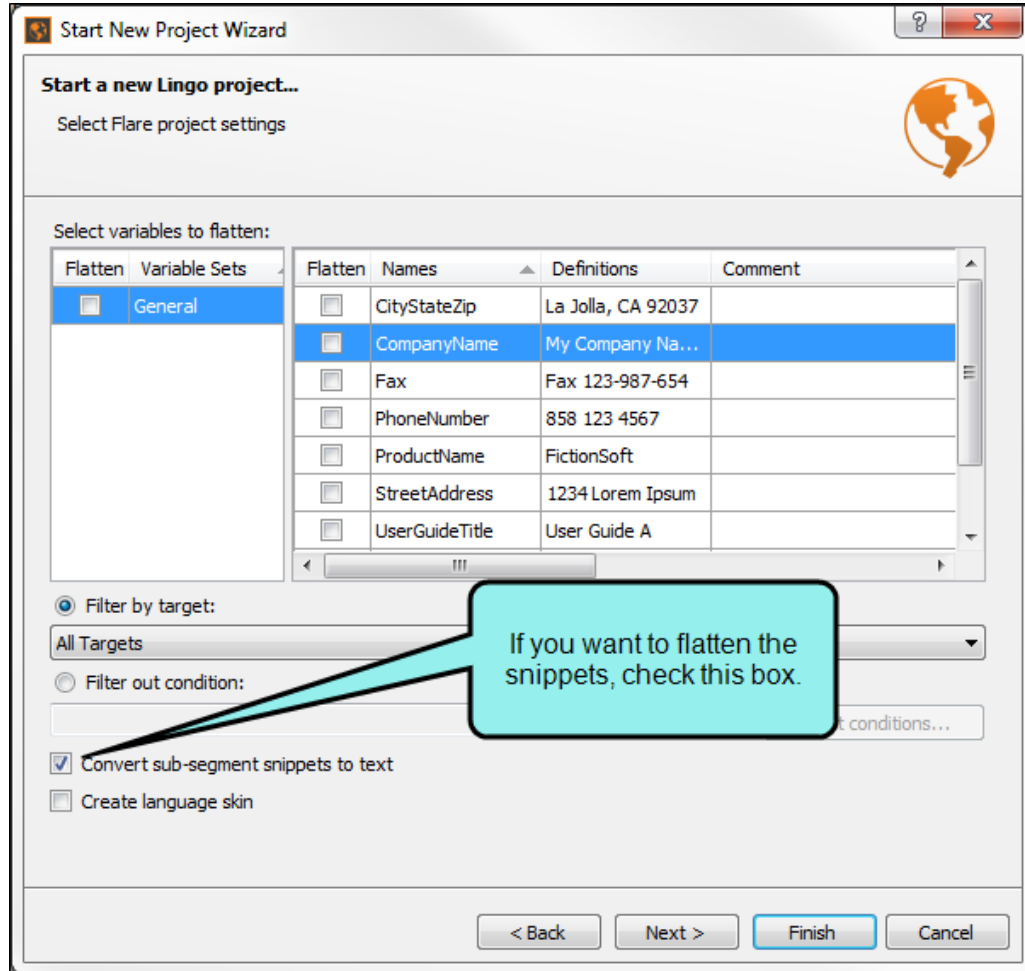 Start New Project Wizard
Start a new Lingo project...
Select Flare project settings
Select variables to flatten:
Flatten Variable Sets
General
Flatten Names Definitions Comment
CityStateZip La Jolla, CA 92037
CompanyName My Company Na...
Fax Fax 123-987-654
PhoneNumber 858 123 4567
ProductName FictionSoft
StreetAddress 1234 Lorem Ipsum
UserGuideTitle User Guide A
Filter by target:
All Targets
If you want to flatten the
snippets, check this box.
Filter out condition:
conditions...
Convert sub-segment snippets to text
Create language skin
< Back Next > Finish Cancel